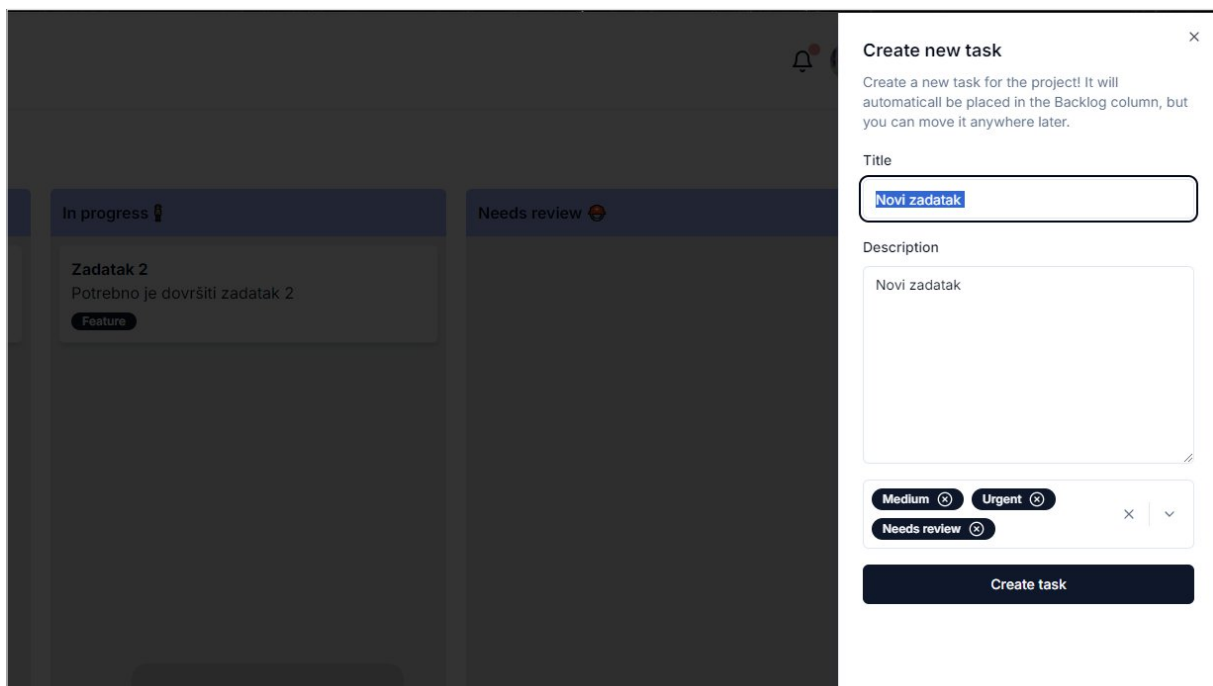 Create new task
Create a new task for the project! It will
automaticall be placed in the Backlog column, but
you can move it anywhere later.
Title
Novi zadatak
Description
Novi zadatak
Medium
Urgent
Needs review
Create task
In progress
Needs review
Zadatak 2
Potrebno je dovršiti zadatak 2
Feature